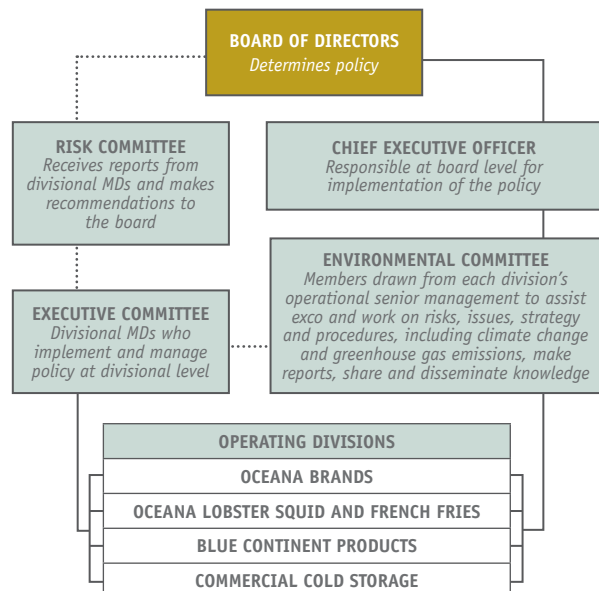 BOARD OF DIRECTORS
Determines policy
RISK COMMITTEE
Receives reports from
divisional MDs and makes
recommendations to
the board
CHIEF EXECUTIVE OFFICER
Responsible at board level for
implementation of the policy
EXECUTIVE COMMITTEE
Divisional MDs who
implement and manage
policy at divisional level
ENVIRONMENTAL COMMITTEE
Members drawn from each division's
operational senior management to assist
exco and work on risks, issues, strategy
and procedures, including climate change
and greenhouse gas emissions, make
reports, share and disseminate knowledge
OPERATING DIVISIONS
OCEANA BRANDS
OCEANA LOBSTER SQUID AND FRENCH FRIES
BLUE CONTINENT PRODUCTS
COMMERCIAL COLD STORAGE